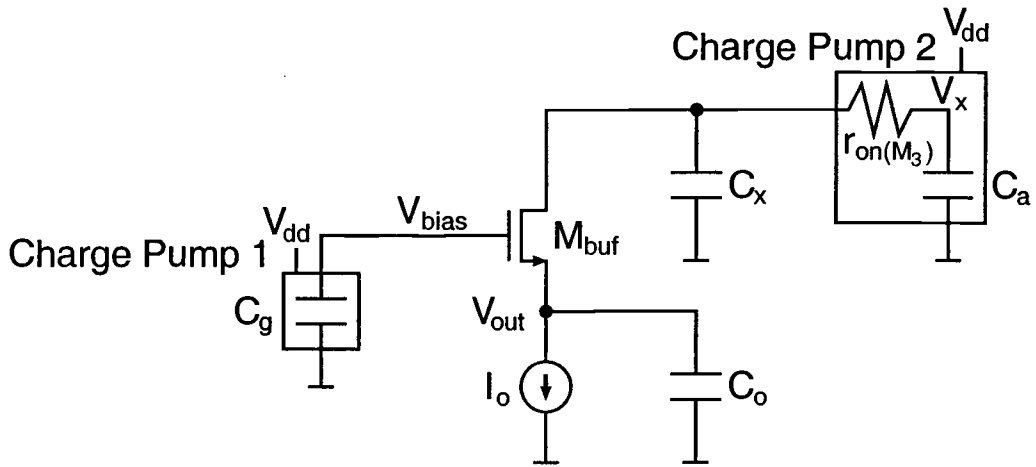 V_dd
Charge Pump 2
V_x
r_on(M_3)
C_x
C_a
V_bias
V_dd
M_buf
Charge Pump 1
C_g
V_out
I_o
C_o